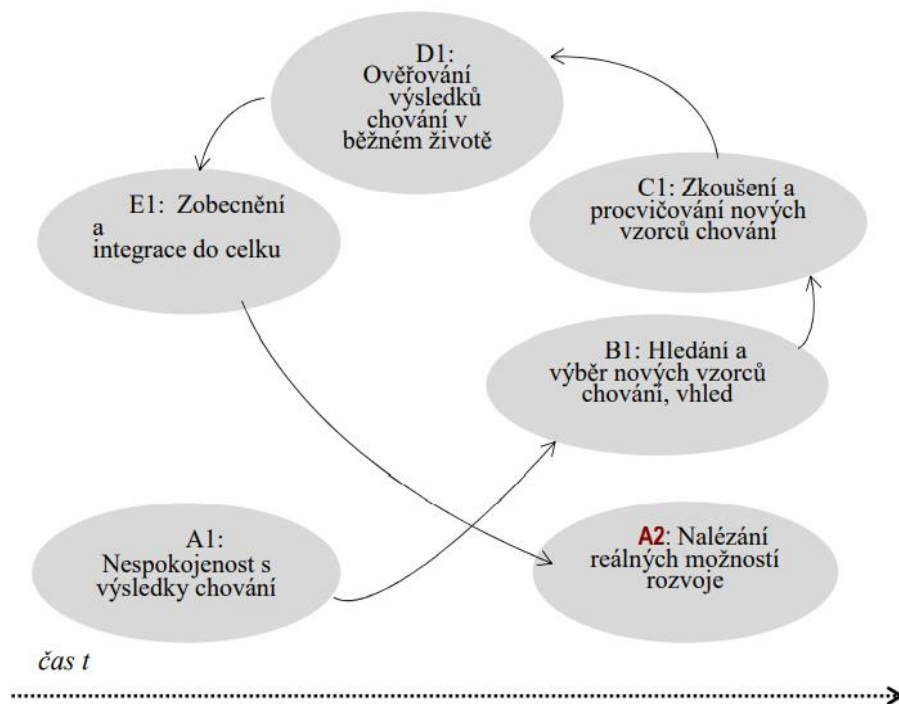 D1:
Ověřování
výsledků
chování v
běžném životě
E1: Zobecnění
a
integrace do celku
C1: Zkoušení a
procvičování nových
vzorců chování
B1: Hledání a
výběr nových vzorců
chování, vhled
A1:
Nespokojenost s
výsledky chování
A2: Nalézání
reálných možností
rozvoje
čas t